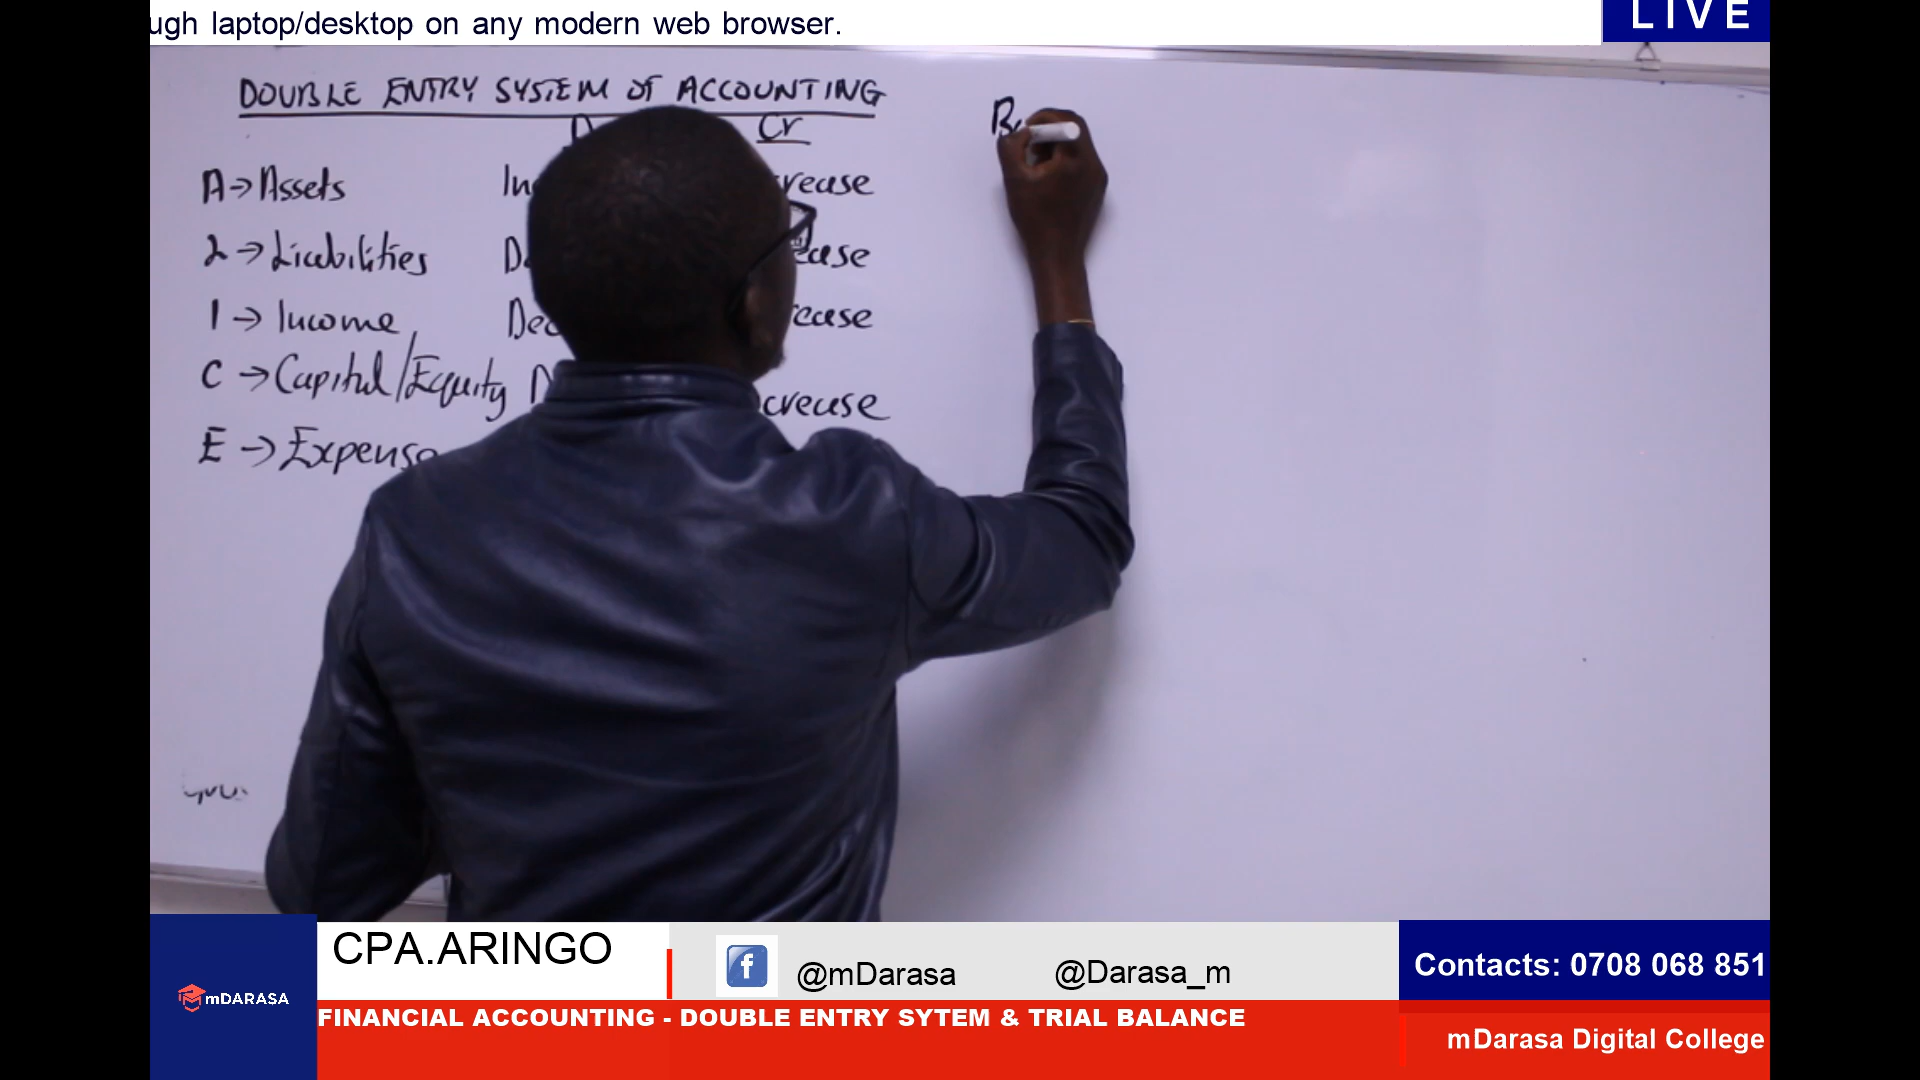 ugh laptop/desktop on any modern web browser.
LIVE
DOUBLE ENTRY SYSTEM OF ACCOUNTING
Cr
A → Assets
L → Liabilities
I → Income
C → Capital/Equity
crease
E → Expense
CPA.ARINGO
f @mDarasa @Darasa_m
Contacts: 0708 068 851
mDARASA
FINANCIAL ACCOUNTING - DOUBLE ENTRY SYTEM & TRIAL BALANCE
mDarasa Digital College